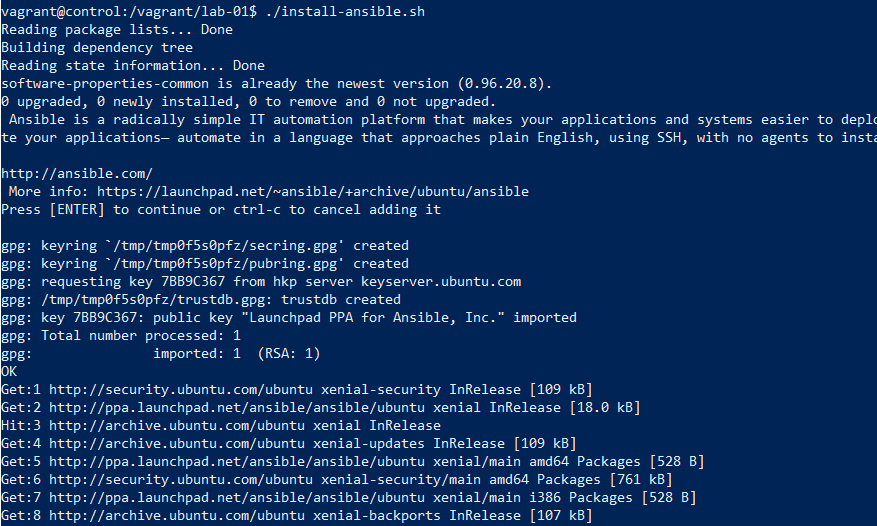 vagrant@control:/vagrant/lab-01$ ./install-ansible.sh
Reading package lists... Done
Building dependency tree
Reading state information... Done
software-properties-common is already the newest version (0.96.20.8).
0 upgraded, 0 newly installed, 0 to remove and 0 not upgraded.
 Ansible is a radically simple IT automation platform that makes your applications and systems easier to deplo
te your applications— automate in a language that approaches plain English, using SSH, with no agents to insta
http://ansible.com/
 More info: https://launchpad.net/~ansible/+archive/ubuntu/ansible
Press [ENTER] to continue or ctrl-c to cancel adding it
gpg: keyring `/tmp/tmp0f5s0pfz/secring.gpg' created
gpg: keyring `/tmp/tmp0f5s0pfz/pubring.gpg' created
gpg: requesting key 7BB9C367 from hkp server keyserver.ubuntu.com
gpg: /tmp/tmp0f5s0pfz/trustdb.gpg: trustdb created
gpg: key 7BB9C367: public key "Launchpad PPA for Ansible, Inc." imported
gpg: Total number processed: 1
gpg:               imported: 1  (RSA: 1)
OK
Get:1 http://security.ubuntu.com/ubuntu xenial-security InRelease [109 kB]
Get:2 http://ppa.launchpad.net/ansible/ansible/ubuntu xenial InRelease [18.0 kB]
Hit:3 http://archive.ubuntu.com/ubuntu xenial InRelease
Get:4 http://archive.ubuntu.com/ubuntu xenial-updates InRelease [109 kB]
Get:5 http://ppa.launchpad.net/ansible/ansible/ubuntu xenial/main amd64 Packages [528 B]
Get:6 http://security.ubuntu.com/ubuntu xenial-security/main amd64 Packages [761 kB]
Get:7 http://ppa.launchpad.net/ansible/ansible/ubuntu xenial/main i386 Packages [528 B]
Get:8 http://archive.ubuntu.com/ubuntu xenial-backports InRelease [107 kB]